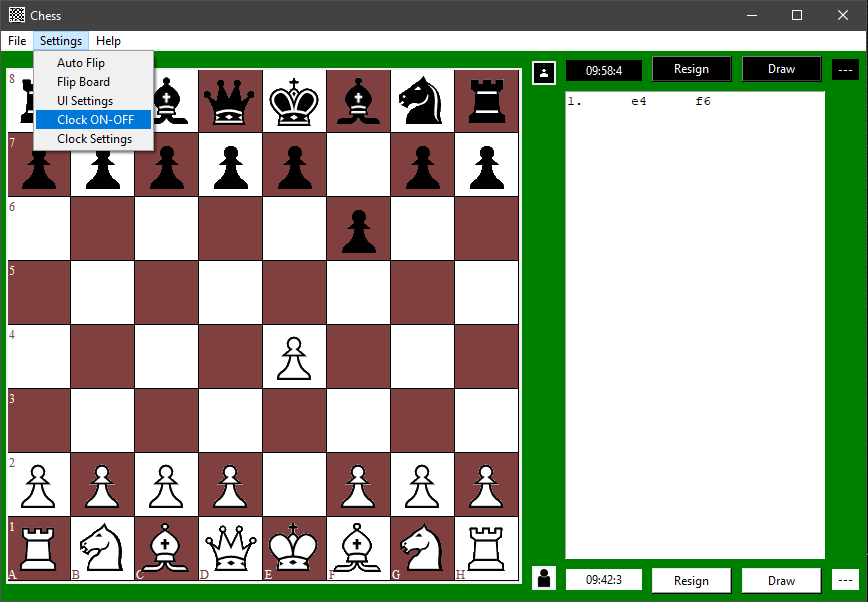 Chess
File Settings Help
Auto Flip
Flip Board
UI Settings
Clock ON-OFF
Clock Settings
09:58:4 Resign Draw ---
1. e4 f6
8
7
6
5
4
3
2
1
A B C D E F G H
09:42:3 Resign Draw ---